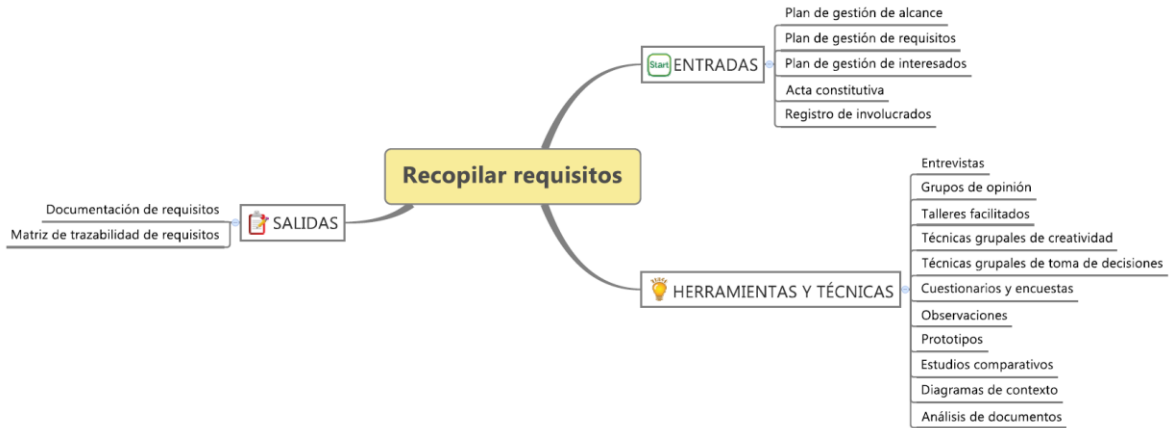 Recopilar requisitos
Start
ENTRADAS
Plan de gestión de alcance
Plan de gestión de requisitos
Plan de gestión de interesados
Acta constitutiva
Registro de involucrados
HERRAMIENTAS Y TÉCNICAS
Entrevistas
Grupos de opinión
Talleres facilitados
Técnicas grupales de creatividad
Técnicas grupales de toma de decisiones
Cuestionarios y encuestas
Observaciones
Prototipos
Estudios comparativos
Diagramas de contexto
Análisis de documentos
SALIDAS
Documentación de requisitos
Matriz de trazabilidad de requisitos